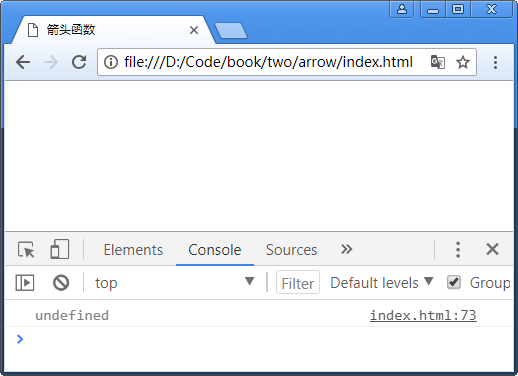 箭头函数
file:///D:/Code/book/two/arrow/index.html
Elements Console Sources
top Filter Default levels Group
undefined index.html:73